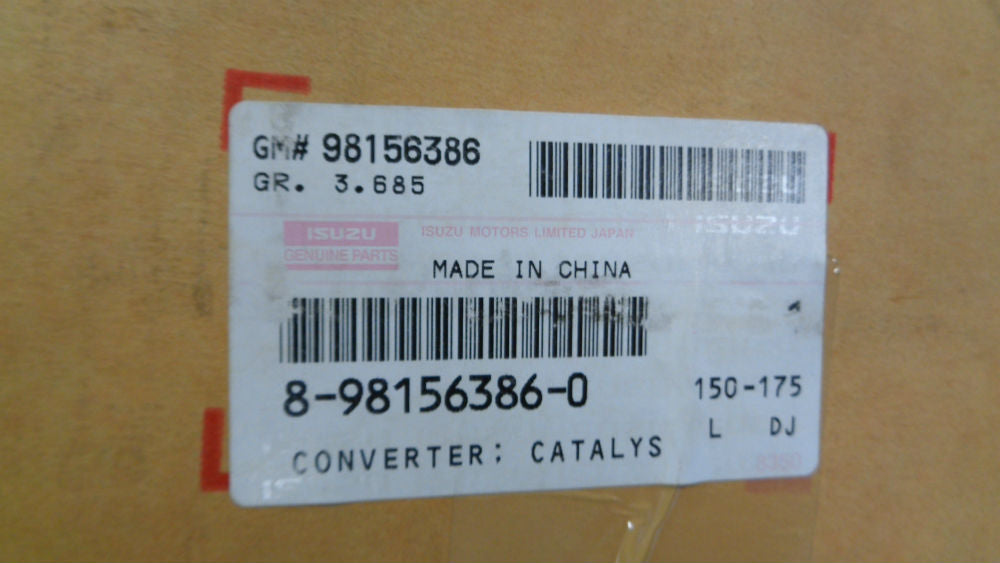 GM# 98156386
GR. 3.685
ISUZU
GENUINE PARTS
ISUZU MOTORS LIMITED JAPAN
ISUZU
MADE IN CHINA
8-98156386-0
150-175
L DJ
CONVERTER; CATALYS